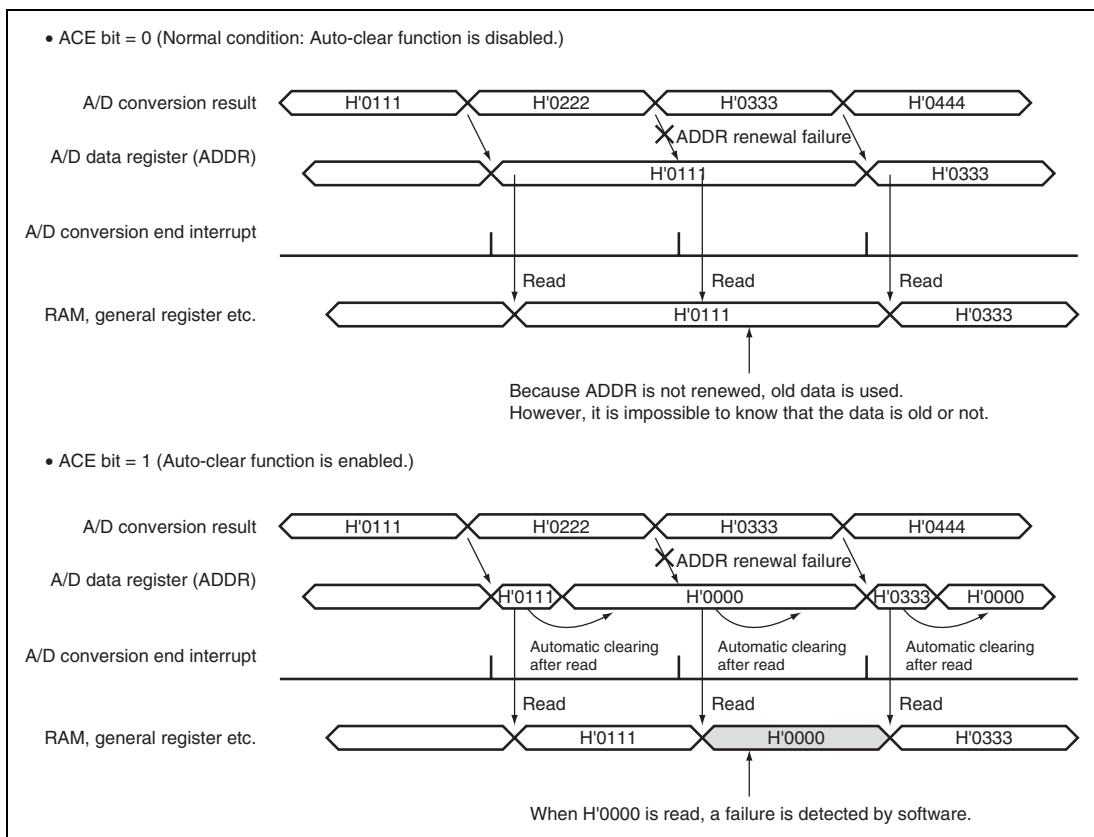 • ACE bit = 0 (Normal condition: Auto-clear function is disabled.)
A/D conversion result
H'0111
H'0222
H'0333
H'0444
ADDR renewal failure
A/D data register (ADDR)
H'0111
H'0333
A/D conversion end interrupt
Read
Read
Read
RAM, general register etc.
H'0111
H'0333
Because ADDR is not renewed, old data is used.
However, it is impossible to know that the data is old or not.
• ACE bit = 1 (Auto-clear function is enabled.)
A/D conversion result
H'0111
H'0222
H'0333
H'0444
ADDR renewal failure
A/D data register (ADDR)
H'0111
H'0000
H'0333
H'0000
Automatic clearing
after read
Automatic clearing
after read
Automatic clearing
after read
A/D conversion end interrupt
Read
Read
Read
RAM, general register etc.
H'0111
H'0000
H'0333
When H'0000 is read, a failure is detected by software.